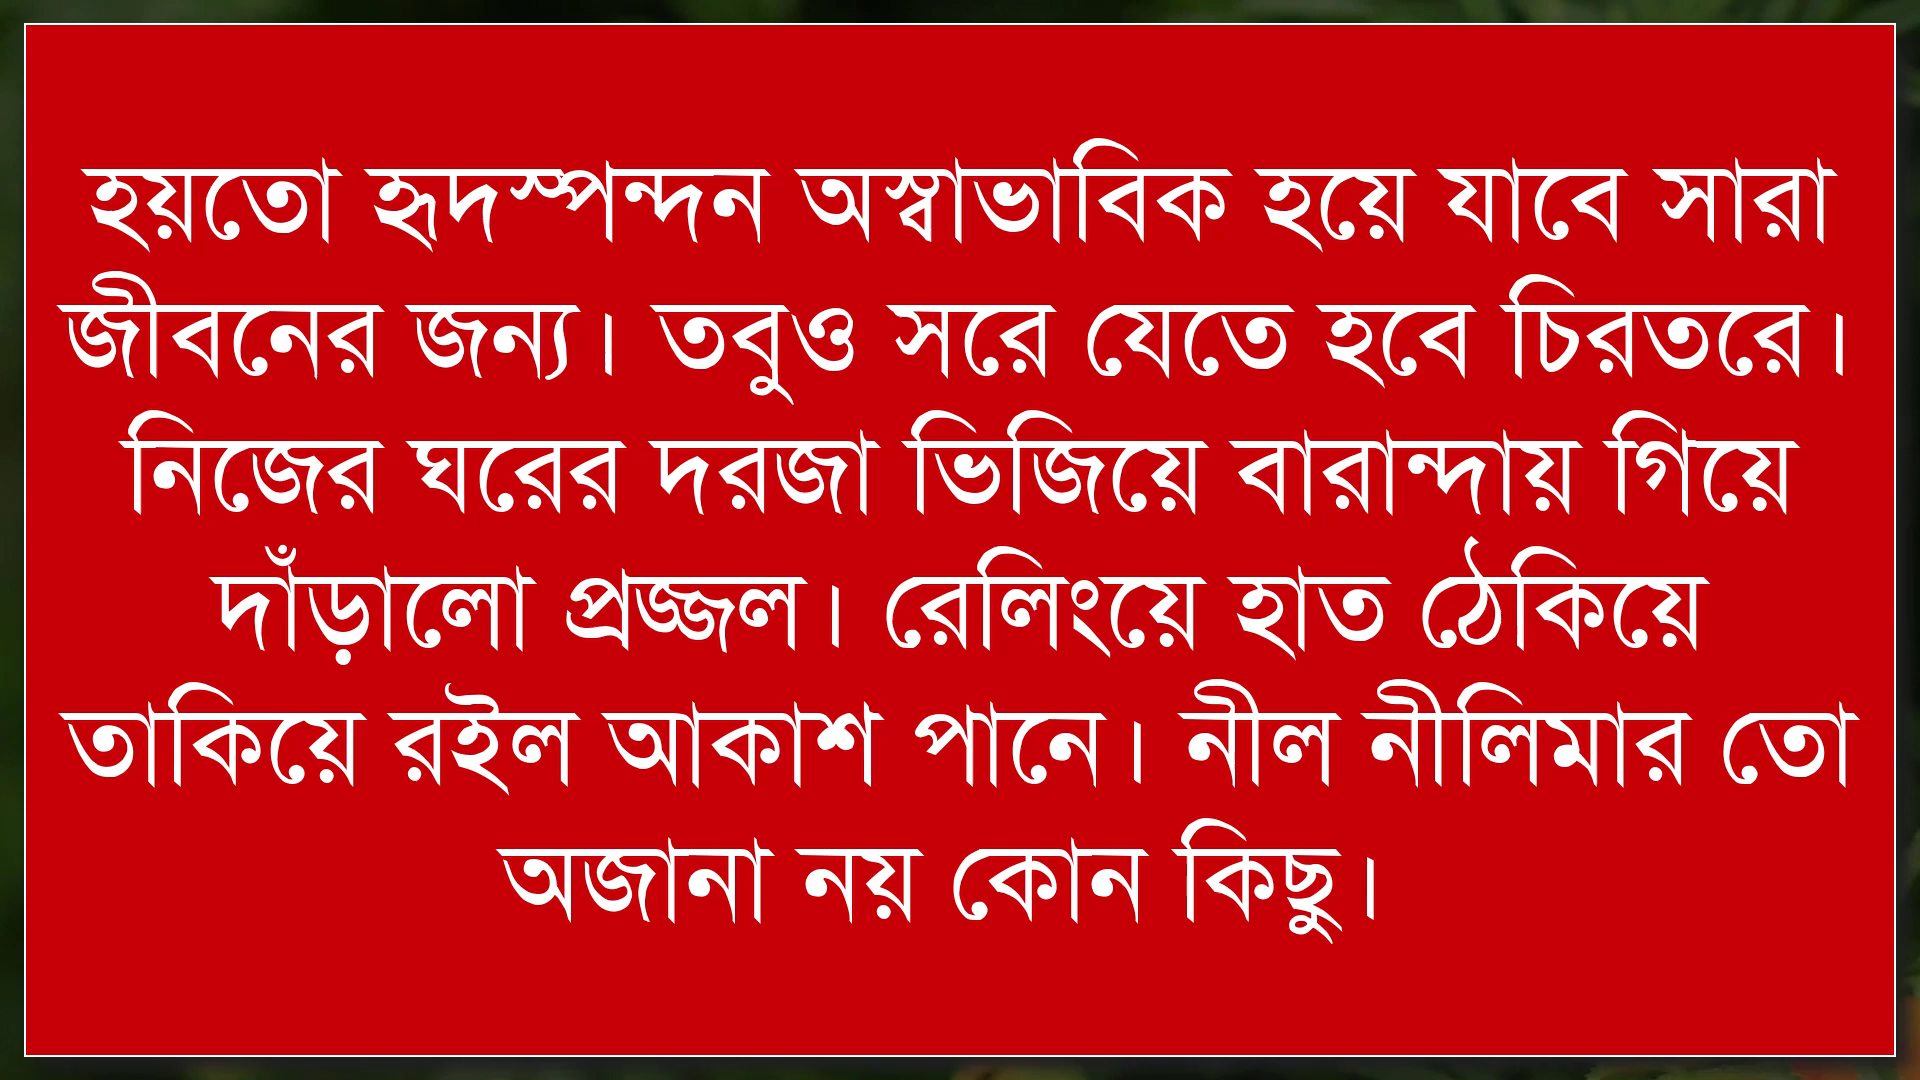 হয়তো হৃদস্পন্দন অস্বাভাবিক হয়ে যাবে সারা
জীবনের জন্য। তবুও সরে যেতে হবে চিরতরে।
নিজের ঘরের দরজা ভিজিয়ে বারান্দায় গিয়ে
দাঁড়ালো প্রজ্জল। রেলিংয়ে হাত ঠেকিয়ে
তাকিয়ে রইল আকাশ পানে। নীল নীলিমার তো
অজানা নয় কোন কিছু।